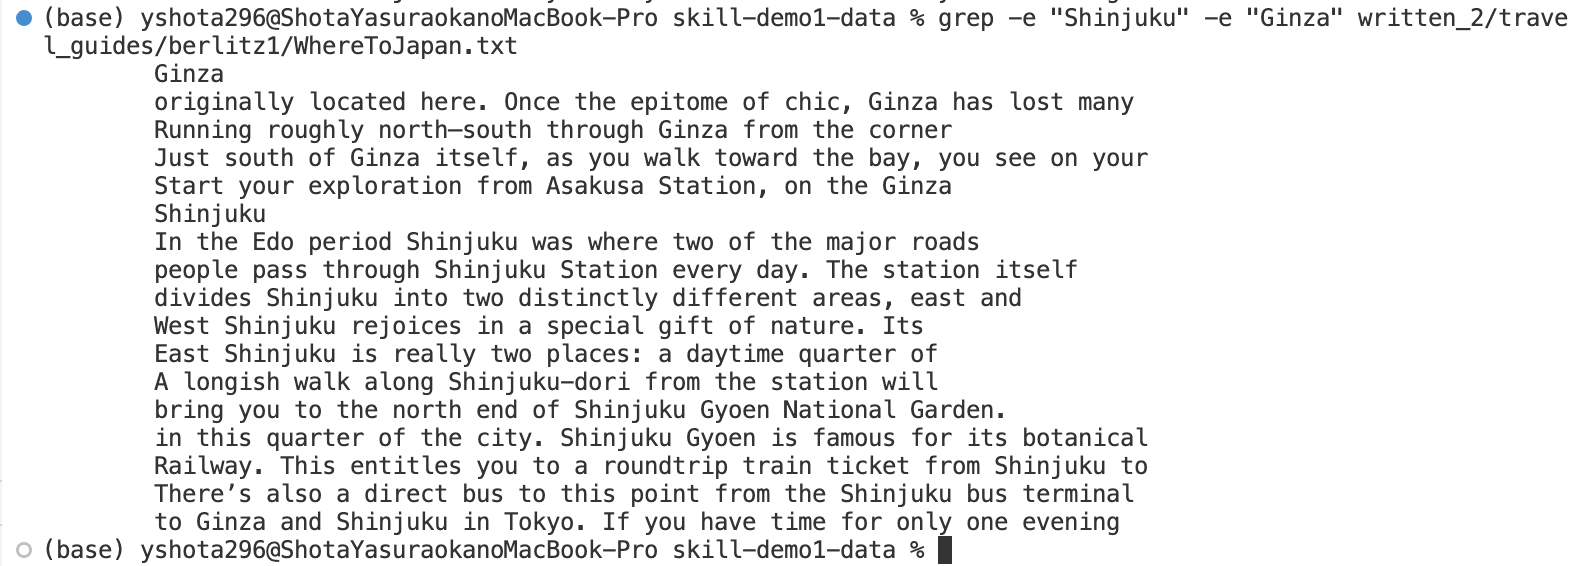 (base) yshota296@ShotaYasuraokanoMacBook-Pro skill-demo1-data % grep -e "Shinjuku" -e "Ginza" written_2/trave
l_guides/berlitz1/WhereToJapan.txt
Ginza
originally located here. Once the epitome of chic, Ginza has lost many
Running roughly north–south through Ginza from the corner
Just south of Ginza itself, as you walk toward the bay, you see on your
Start your exploration from Asakusa Station, on the Ginza
Shinjuku
In the Edo period Shinjuku was where two of the major roads
people pass through Shinjuku Station every day. The station itself
divides Shinjuku into two distinctly different areas, east and
West Shinjuku rejoices in a special gift of nature. Its
East Shinjuku is really two places: a daytime quarter of
A longish walk along Shinjuku-dori from the station will
bring you to the north end of Shinjuku Gyoen National Garden.
in this quarter of the city. Shinjuku Gyoen is famous for its botanical
Railway. This entitles you to a roundtrip train ticket from Shinjuku to
There’s also a direct bus to this point from the Shinjuku bus terminal
to Ginza and Shinjuku in Tokyo. If you have time for only one evening
(base) yshota296@ShotaYasuraokanoMacBook-Pro skill-demo1-data %